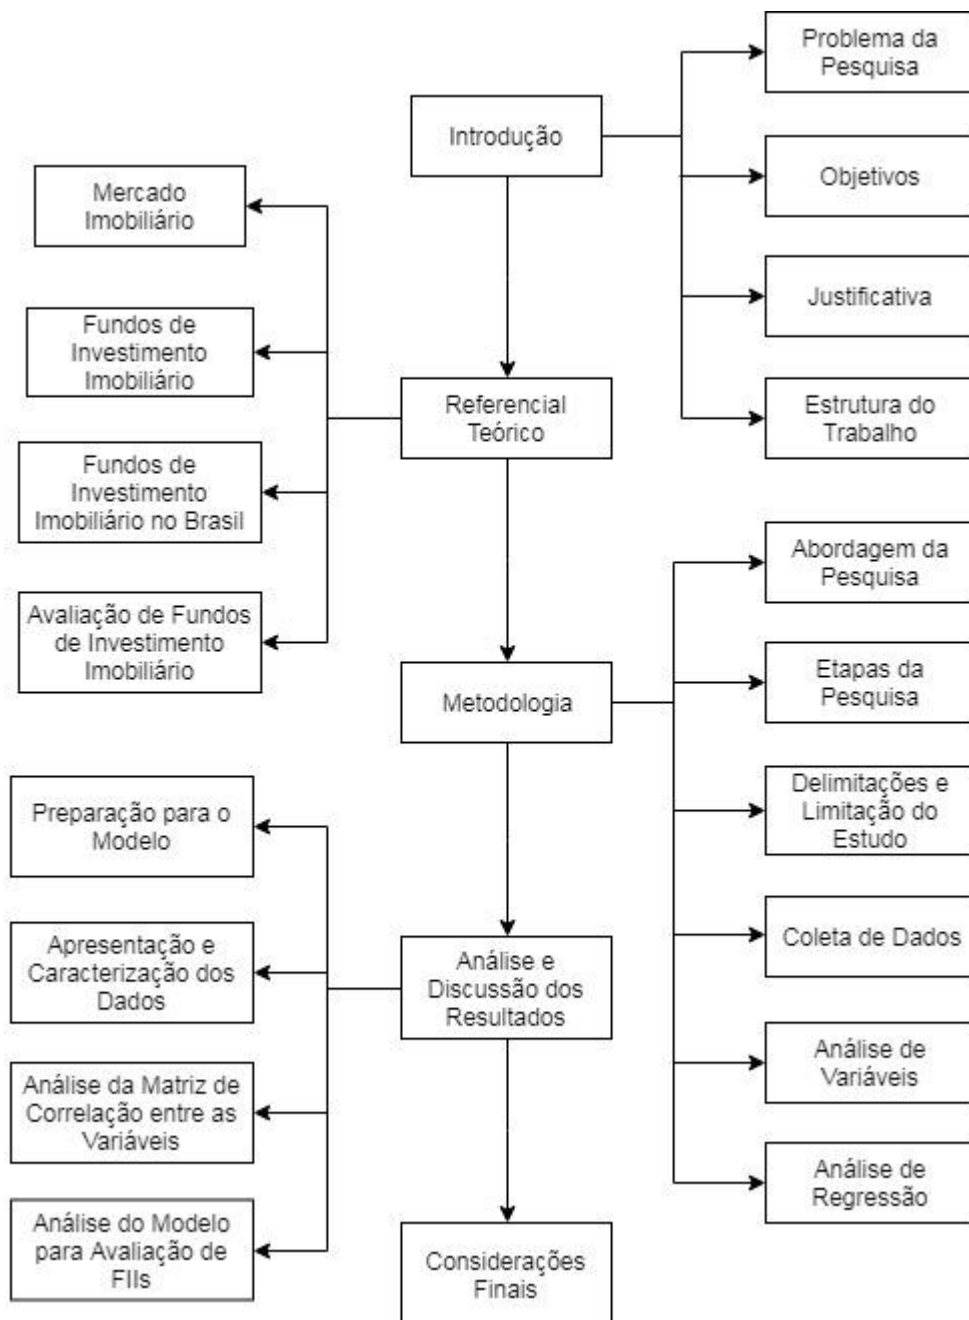 Introdução
Problema da
Pesquisa
Objetivos
Justificativa
Estrutura do
Trabalho
Referencial
Teórico
Mercado
Imobiliário
Fundos de
Investimento
Imobiliário
Fundos de
Investimento
Imobiliário no Brasil
Avaliação de Fundos
de Investimento
Imobiliário
Metodologia
Abordagem da
Pesquisa
Etapas da
Pesquisa
Delimitações e
Limitação do
Estudo
Coleta de Dados
Análise de
Variáveis
Análise de
Regressão
Análise e
Discussão dos
Resultados
Preparação para o
Modelo
Apresentação e
Caracterização dos
Dados
Análise da Matriz de
Correlação entre as
Variáveis
Análise do Modelo
para Avaliação de
FIIs
Considerações
Finais